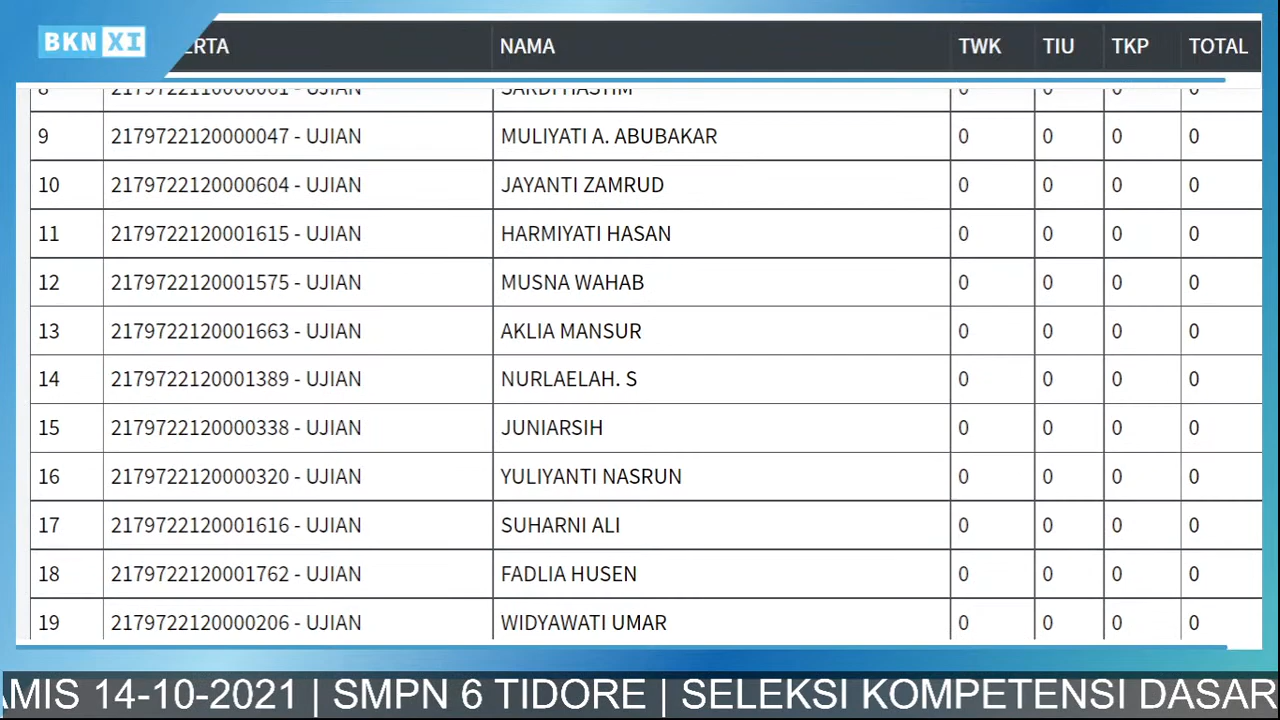 BKN XI
ERTA NAMA TWK TIU TKP TOTAL
8 - UJIAN SARDI HASYIM 0 0 0 0
9 2179722120000047 - UJIAN MULIYATI A. ABUBAKAR 0 0 0 0
10 2179722120000604 - UJIAN JAYANTI ZAMRUD 0 0 0 0
11 2179722120001615 - UJIAN HARMIYATI HASAN 0 0 0 0
12 2179722120001575 - UJIAN MUSNA WAHAB 0 0 0 0
13 2179722120001663 - UJIAN AKLIA MANSUR 0 0 0 0
14 2179722120001389 - UJIAN NURLAELAH. S 0 0 0 0
15 2179722120000338 - UJIAN JUNIARSIH 0 0 0 0
16 2179722120000320 - UJIAN YULIYANTI NASRUN 0 0 0 0
17 2179722120001616 - UJIAN SUHARNI ALI 0 0 0 0
18 2179722120001762 - UJIAN FADLIA HUSEN 0 0 0 0
19 2179722120000206 - UJIAN WIDYAWATI UMAR 0 0 0 0
AMIS 14-10-2021 | SMPN 6 TIDORE | SELEKSI KOMPETENSI DASAR